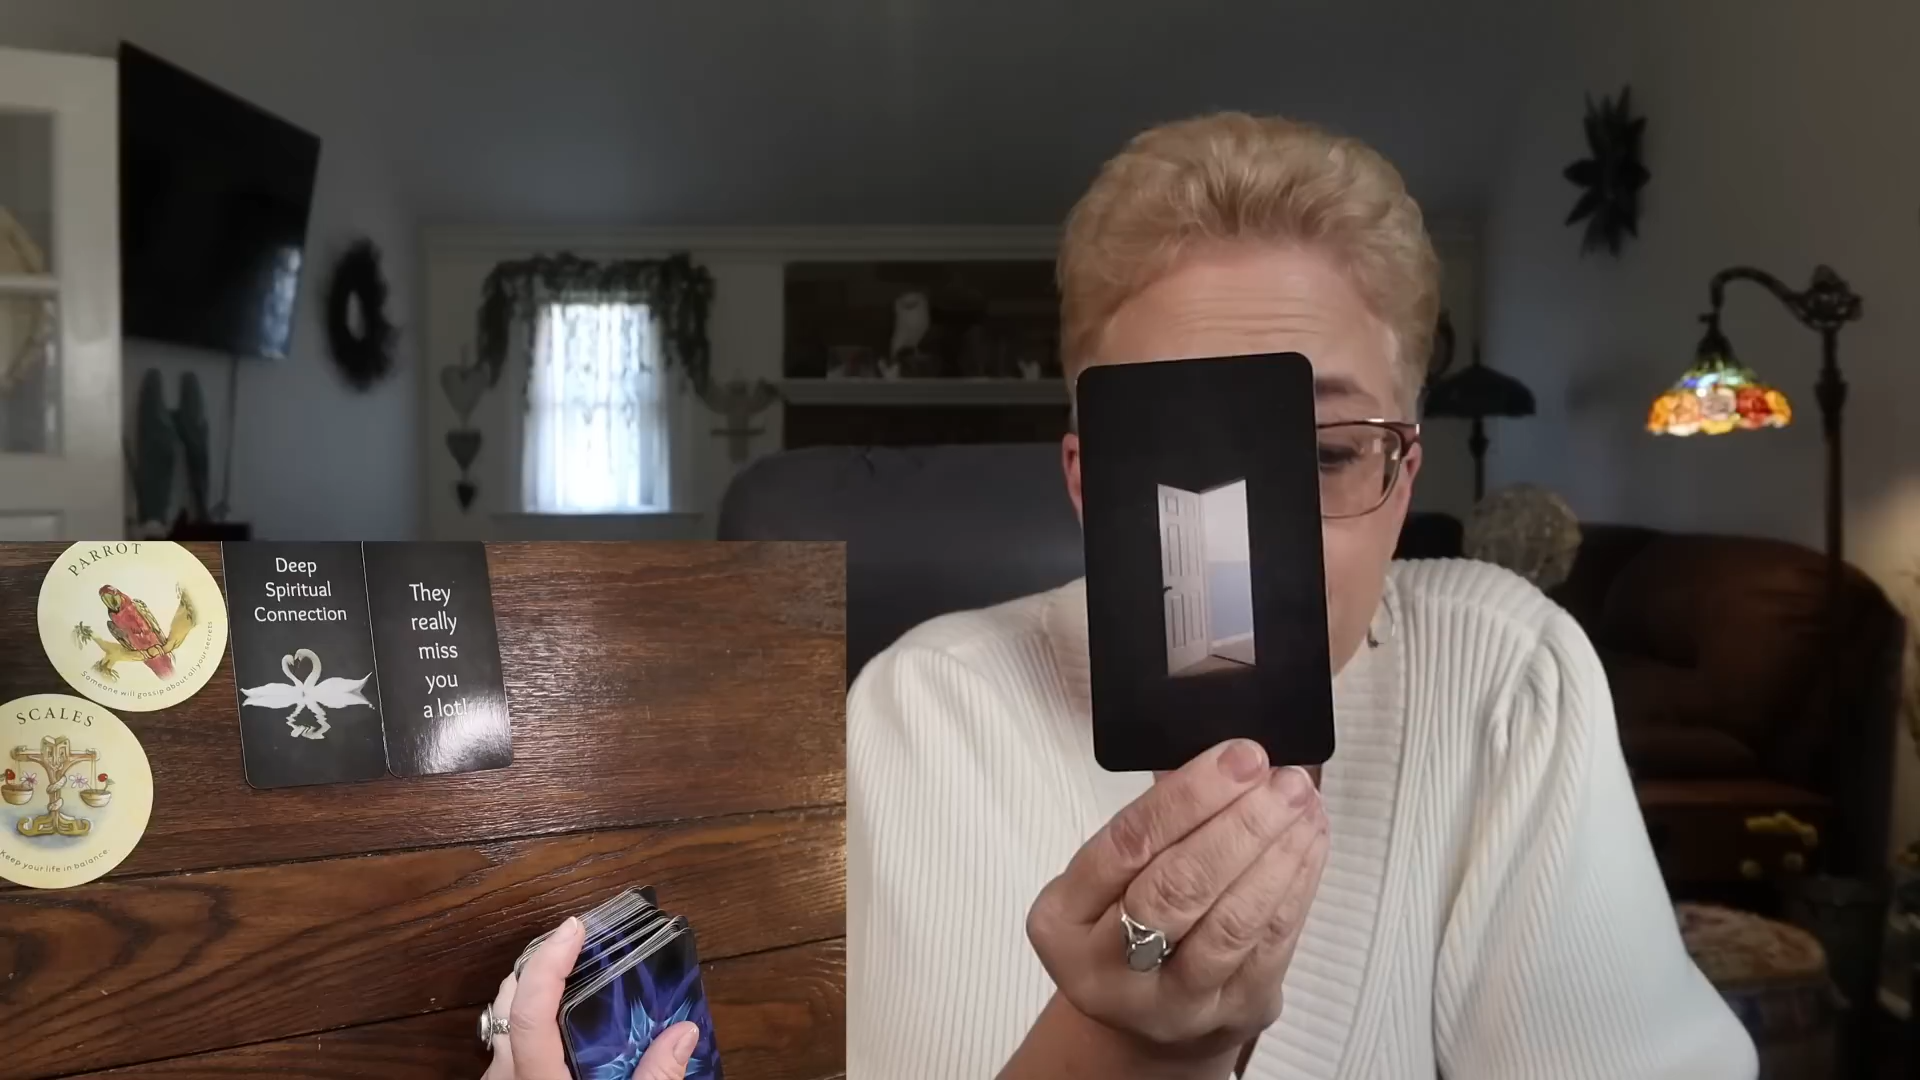 PARROT
Someone will gossip about all your secrets
Deep
Spiritual
Connection
They
really
miss
you
a lot!
SCALES
Keep your life in balance